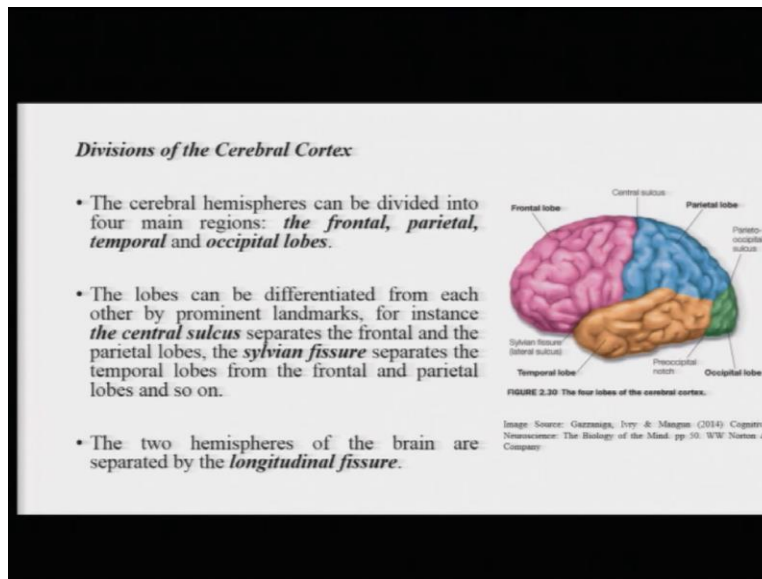 Divisions of the Cerebral Cortex
• The cerebral hemispheres can be divided into
four main regions: the frontal, parietal,
temporal and occipital lobes.
• The lobes can be differentiated from each
other by prominent landmarks, for instance
the central sulcus separates the frontal and the
parietal lobes, the sylvian fissure separates the
temporal lobes from the frontal and parietal
lobes and so on.
• The two hemispheres of the brain are
separated by the longitudinal fissure.
Central sulcus
Frontal lobe
Parietal lobe
Parieto-
occipital
sulcus
Sylvian fissure
(lateral sulcus)
Temporal lobe
Preoccipital
notch
Occipital lobe
FIGURE 2.30 The four lobes of the cerebral cortex.
Image Source: Gazzaniga, Ivry & Mangun (2014) Cognitive
Neuroscience: The Biology of the Mind. pp 50. WW Norton
Company